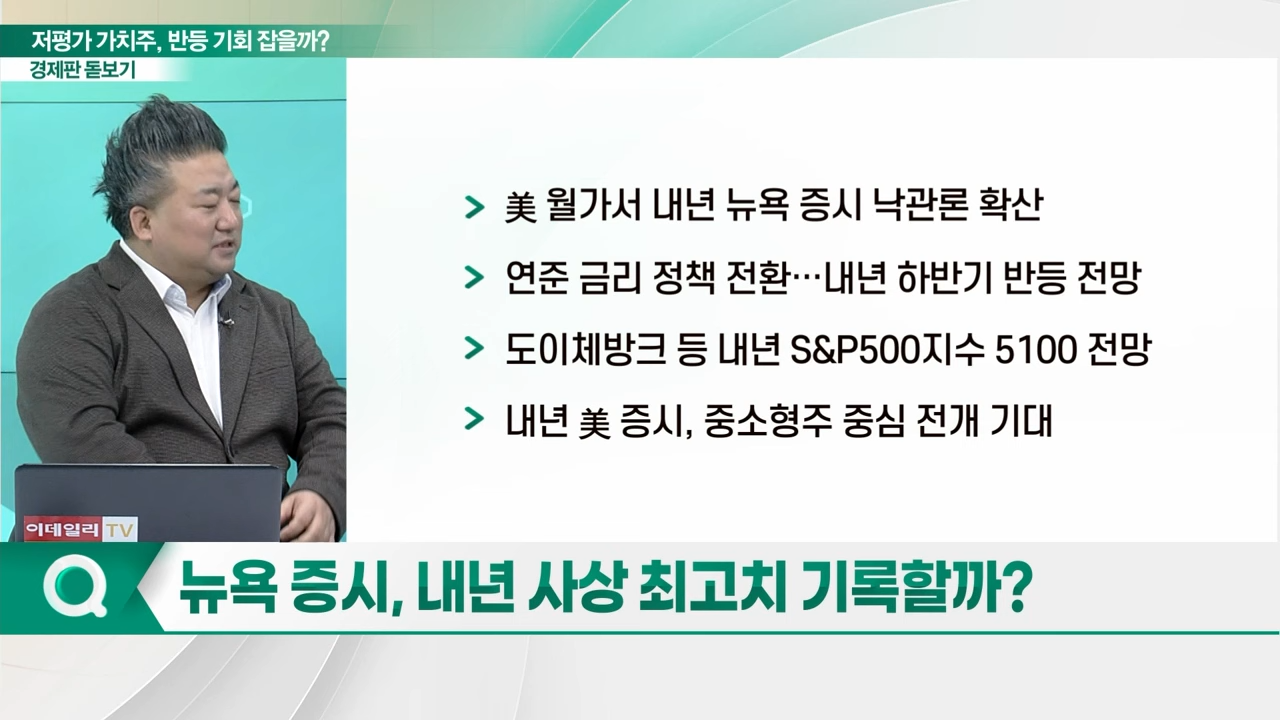 저평가 가치주, 반등 기회 잡을까?
경제판 돋보기
美 월가서 내년 뉴욕 증시 낙관론 확산
연준 금리 정책 전환…내년 하반기 반등 전망
도이체방크 등 내년 S&P500지수 5100 전망
내년 美 증시, 중소형주 중심 전개 기대
이데일리 TV
뉴욕 증시, 내년 사상 최고치 기록할까?